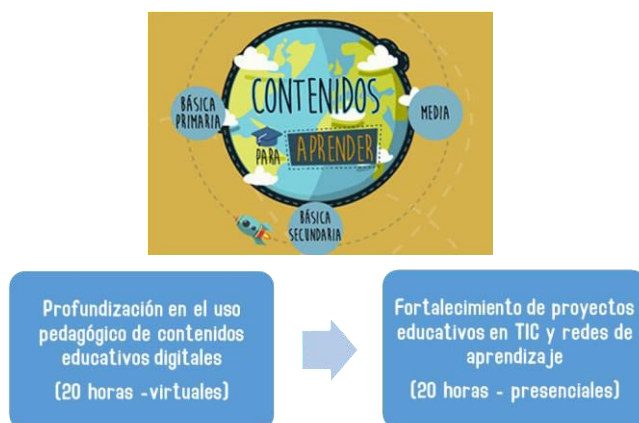 CONTENIDOS
PARA APRENDER
BÁSICA
PRIMARIA
MEDIA
BÁSICA
SECUNDARIA
Profundización en el uso
pedagógico de contenidos
educativos digitales
(20 horas -virtuales)
Fortalecimiento de proyectos
educativos en TIC y redes de
aprendizaje
(20 horas - presenciales)